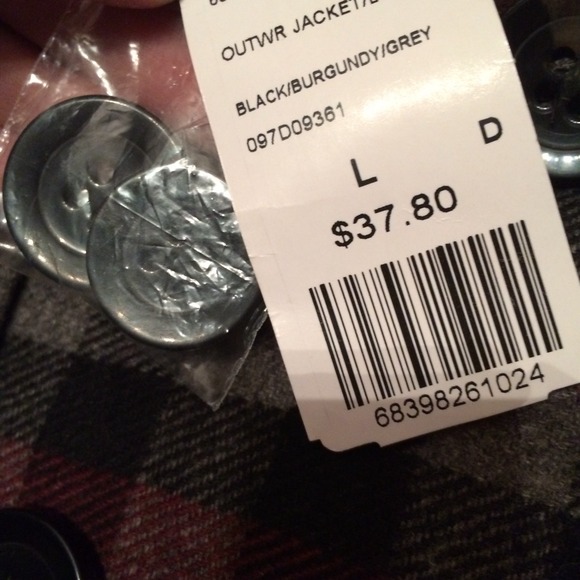 OUTWR JACKET/
BLACK/BURGUNDY/GREY
097D09361
L D
$37.80
68398261024